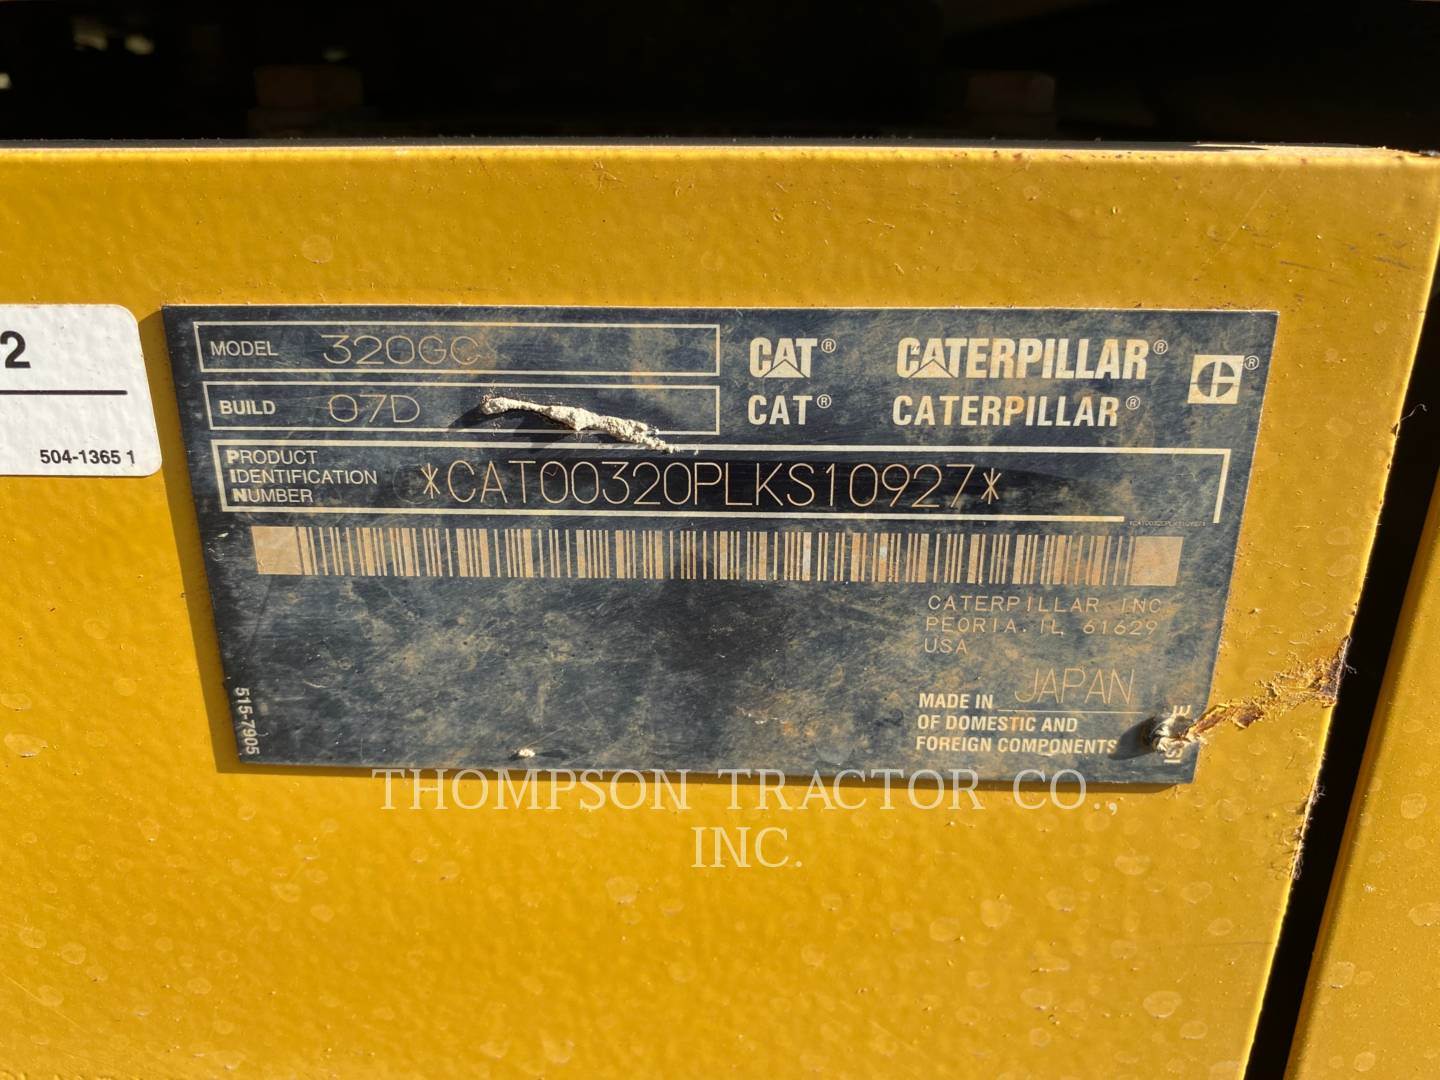 2
504-1365 1
MODEL 320GC
BUILD 07D
CAT® CATERPILLAR®
CAT® CATERPILLAR®
PRODUCT
IDENTIFICATION
NUMBER
*CAT00320PLKS10927*
CATERPILLAR INC
PEORIA, IL 61629
USA
MADE IN JAPAN
OF DOMESTIC AND
FOREIGN COMPONENTS
515-7905
THOMPSON TRACTOR CO.,
INC.